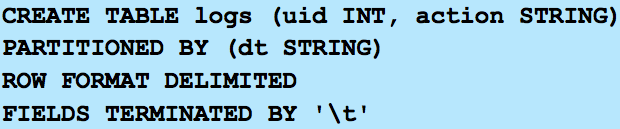 CREATE TABLE logs (uid INT, action STRING)
PARTITIONED BY (dt STRING)
ROW FORMAT DELIMITED
FIELDS TERMINATED BY '\t'